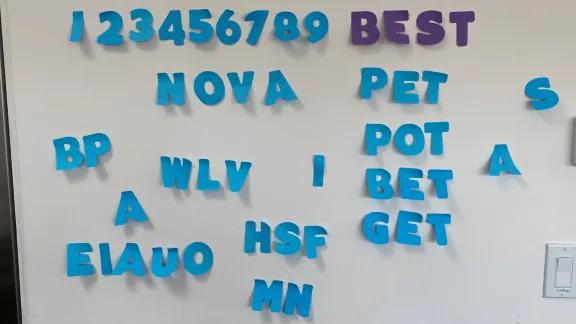 123456789 BEST
NOVA PET
S
BP
POT
A
WLV I BET
A
GET
EIAUO
HSF
MN